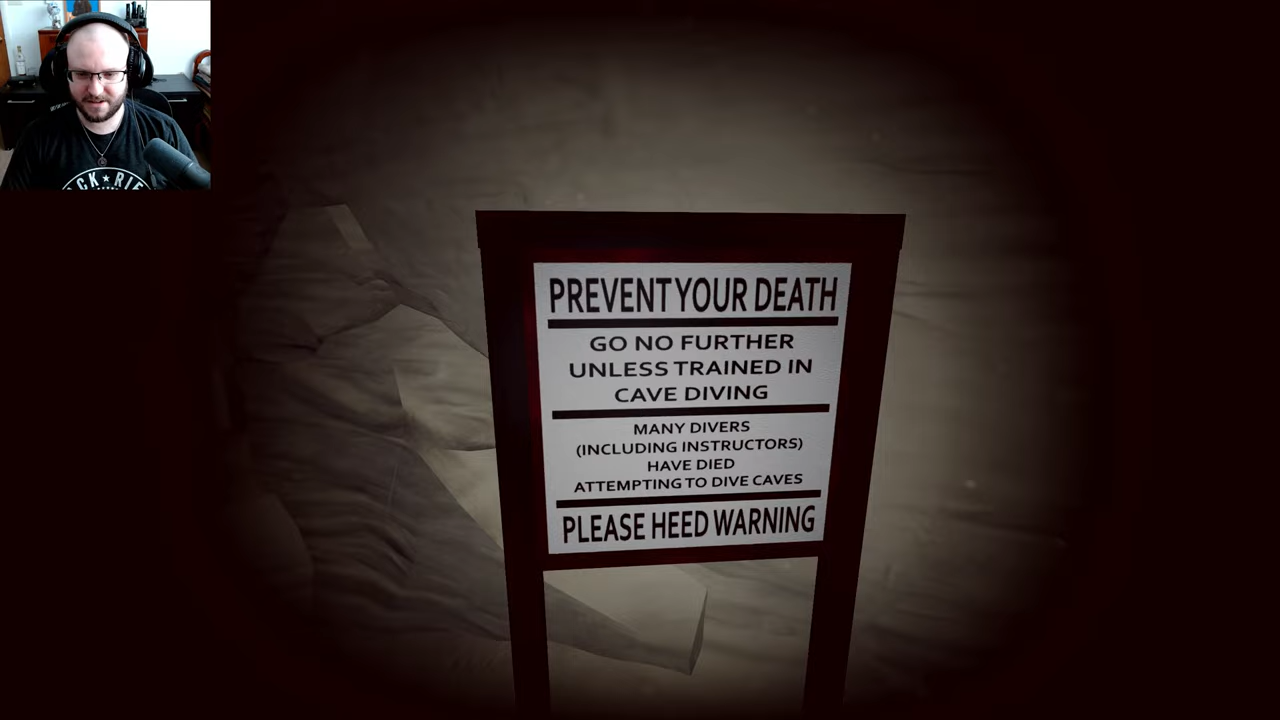 PREVENT YOUR DEATH
GO NO FURTHER
UNLESS TRAINED IN
CAVE DIVING
MANY DIVERS
(INCLUDING INSTRUCTORS)
HAVE DIED
ATTEMPTING TO DIVE CAVES
PLEASE HEED WARNING